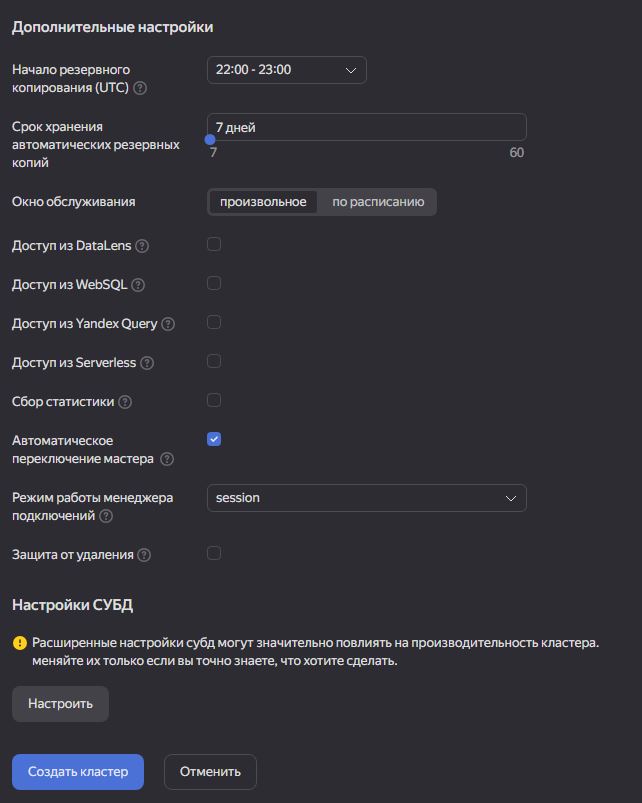 Дополнительные настройки
Начало резервного
копирования (UTC) ?
22:00 - 23:00
Срок хранения
автоматических резервных
копий
7 дней
7
60
Окно обслуживания
произвольное
по расписанию
Доступ из DataLens ?
Доступ из WebSQL ?
Доступ из Yandex Query ?
Доступ из Serverless ?
Сбор статистики ?
Автоматическое
переключение мастера ?
Режим работы менеджера
подключений ?
session
Защита от удаления ?
Настройки СУБД
Расширенные настройки субд могут значительно повлиять на производительность кластера.
меняйте их только если вы точно знаете, что хотите сделать.
Настроить
Создать кластер
Отменить